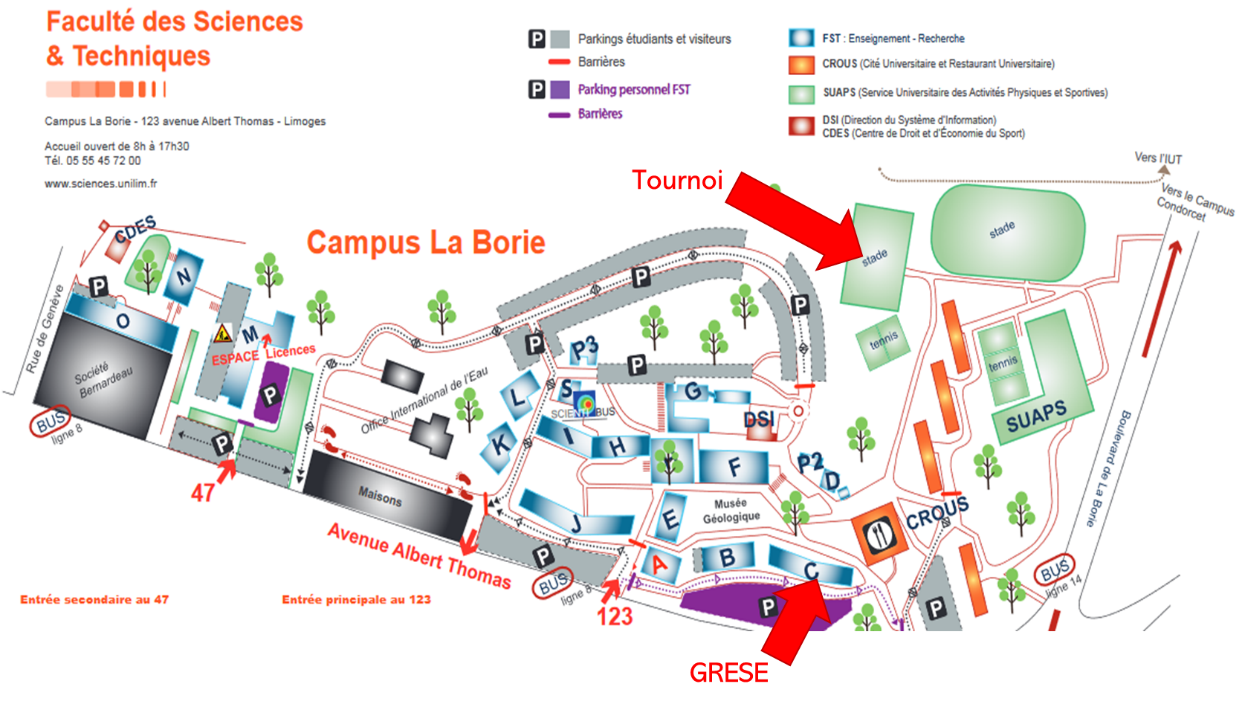 Faculté des Sciences
& Techniques
Campus La Borie - 123 avenue Albert Thomas - Limoges
Accueil ouvert de 8h à 17h30
Tél. 05 55 45 72 00
www.sciences.unilim.fr
P Parkings étudiants et visiteurs
Barrières
P Parking personnel FST
Barrières
FST : Enseignement - Recherche
CROUS (Cité Universitaire et Restaurant Universitaire)
SUAPS (Service Universitaire des Activités Physiques et Sportives)
DSI (Direction du Système d'Information)
CDES (Centre de Droit et d'Économie du Sport)
Vers l'IUT
Vers le Campus
Condorcet
Tournoi
stade
stade
Campus La Borie
CDES
N
P
O
M
ESPACE Licences
P
Rue de Genève
Société
Bernardeau
BUS
ligne 8
P
47
Office International de l'Eau
Maisons
Avenue Albert Thomas
P
P
P
P
P3
L
S
SCIENTI BUS
K
I
H
G
DSI
F
P2
D
J
E
Musée
Géologique
A
B
C
P
BUS
ligne 8
123
P
tennis
tennis
SUAPS
CROUS
P
BUS
ligne 14
Boulevard de La Borie
Entrée secondaire au 47
Entrée principale au 123
GRESE